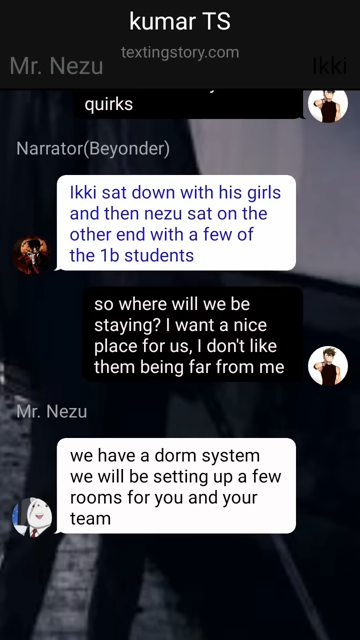 kumar TS
textingstory.com
Mr. Nezu
Ikki
quirks
Narrator(Beyonder)
Ikki sat down with his girls
and then nezu sat on the
other end with a few of
the 1b students
so where will we be
staying? I want a nice
place for us, I don't like
them being far from me
Mr. Nezu
we have a dorm system
we will be setting up a few
rooms for you and your
team